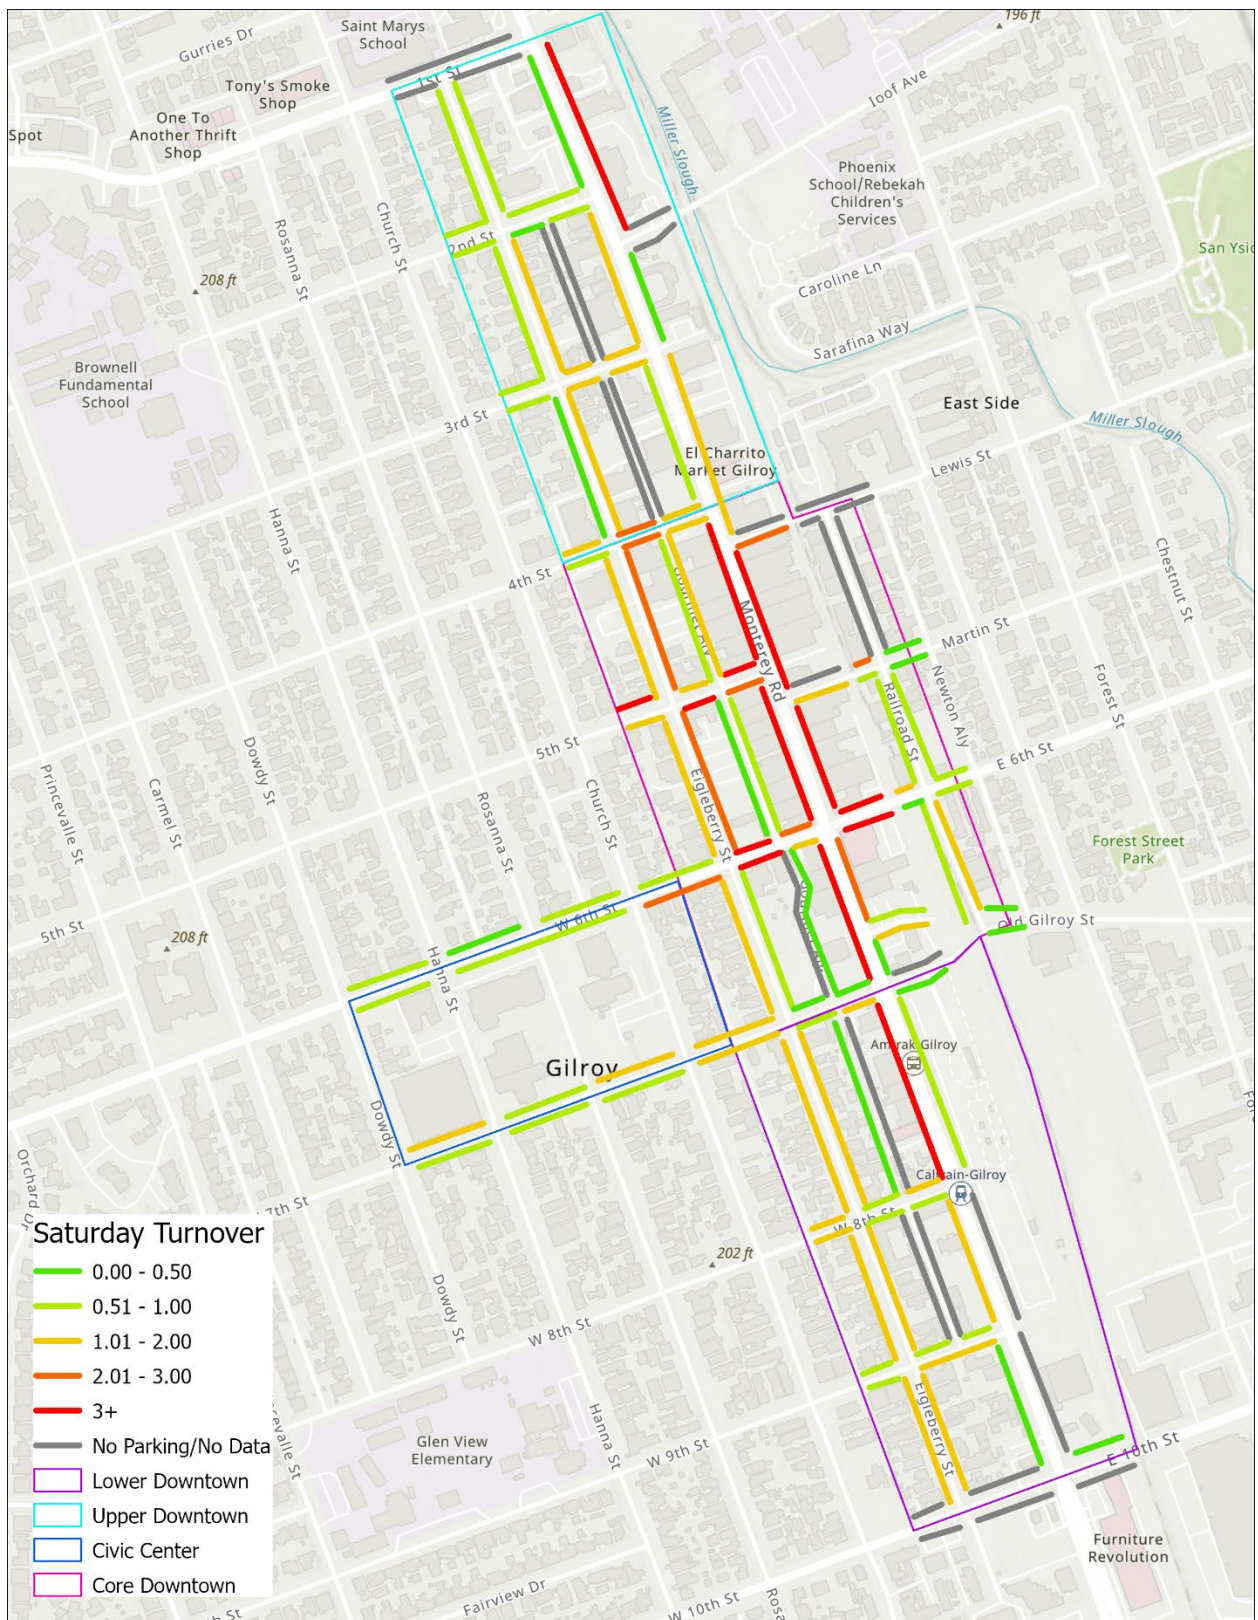 Saint Marys
School
196 ft
Gurries Dr
1st St
Tony's Smoke
Shop
Ioof Ave
Spot
One To
Another Thrift
Shop
Miller Slough
Phoenix
School/Rebekah
Children's
Services
Church St
Rosanna St
2nd St
San Ysid
208 ft
Caroline Ln
Sarafina Way
Brownell
Fundamental
School
3rd St
East Side
Miller Slough
El Charrito
Market Gilroy
Lewis St
Hanna St
Chestnut St
4th St
Gourmet Aly
Monterey Rd
Martin St
Newton Aly
Forest St
Railroad St
5th St
E 6th St
Princevalle St
Carmel St
Dowdy St
Rosanna St
Church St
Eigleberry St
Forest Street
Park
5th St
208 ft
W 6th St
Hanna St
Gourmet Aly
Old Gilroy St
Gilroy
Amtrak-Gilroy
Dowdy St
Orchard Dr
Caltrain-Gilroy
7th St
W 8th St
Saturday Turnover
0.00 - 0.50
0.51 - 1.00
1.01 - 2.00
2.01 - 3.00
3+
No Parking/No Data
Lower Downtown
Upper Downtown
Civic Center
Core Downtown
202 ft
Dowdy St
W 8th St
Eigleberry St
Hanna St
Glen View
Elementary
W 9th St
E 10th St
Furniture
Revolution
Fairview Dr
W 10th St